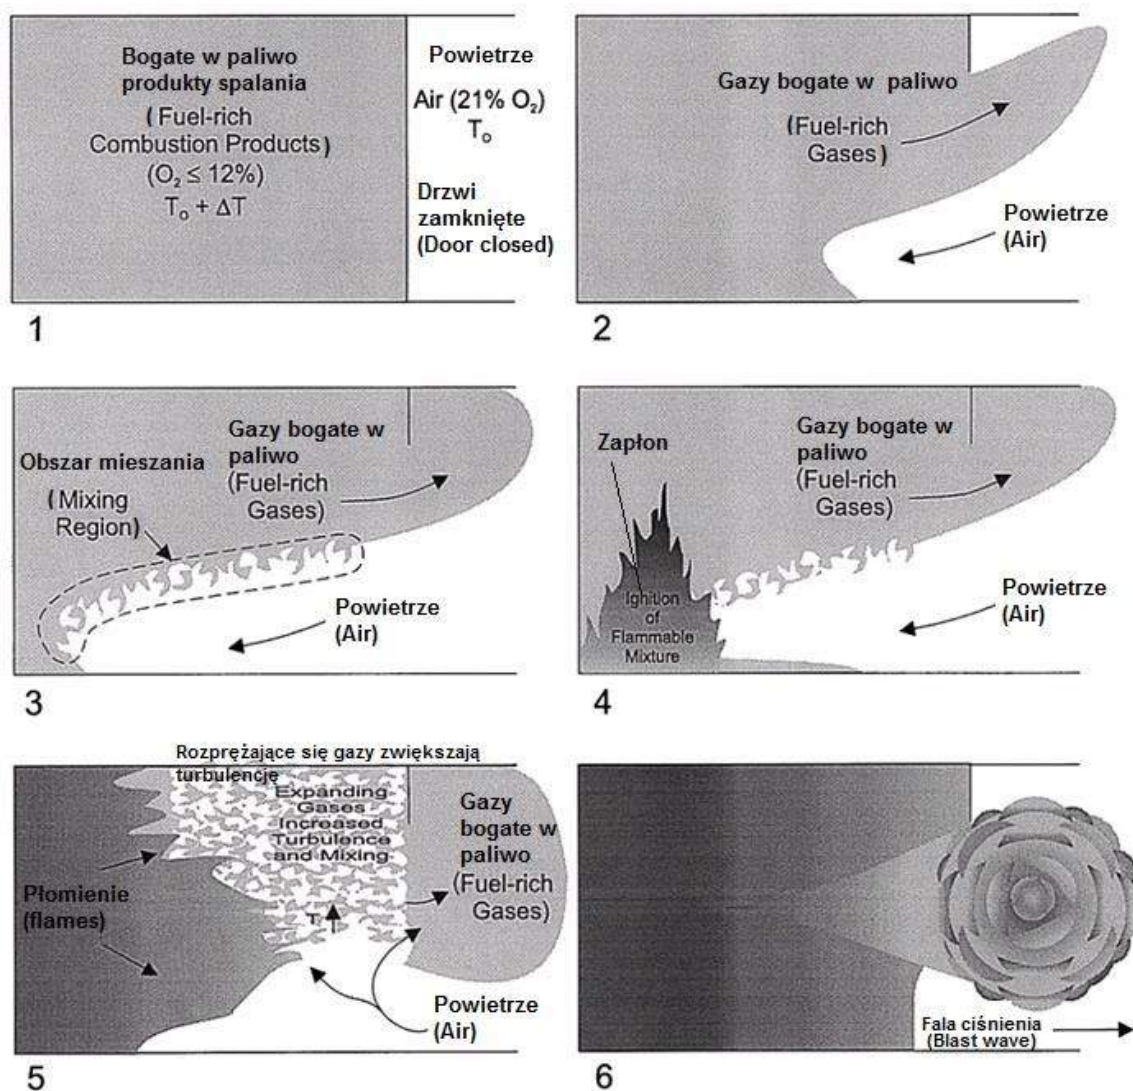 Bogate w paliwo
produkty spalania
(Fuel-rich
Combustion Products)
(O₂ ≤ 12%)
T₀ + ΔT
Powietrze
Air (21% O₂)
T₀
Drzwi
zamknięte
(Door closed)
1
Gazy bogate w paliwo
(Fuel-rich
Gases)
Powietrze
(Air)
2
Obszar mieszania
(Mixing
Region)
Gazy bogate w
paliwo
(Fuel-rich
Gases)
Powietrze
(Air)
3
Zapłon
Ignition
of
Flammable
Mixture
Gazy bogate w
paliwo
(Fuel-rich
Gases)
Powietrze
(Air)
4
Rozprężające się gazy zwiększają
turbulencję
Expanding
Gases
Increased
Turbulence
and Mixing
Płomienie
(flames)
Gazy
bogate w
paliwo
(Fuel-rich
Gases)
Powietrze
(Air)
5
Fala ciśnienia
(Blast wave)
6